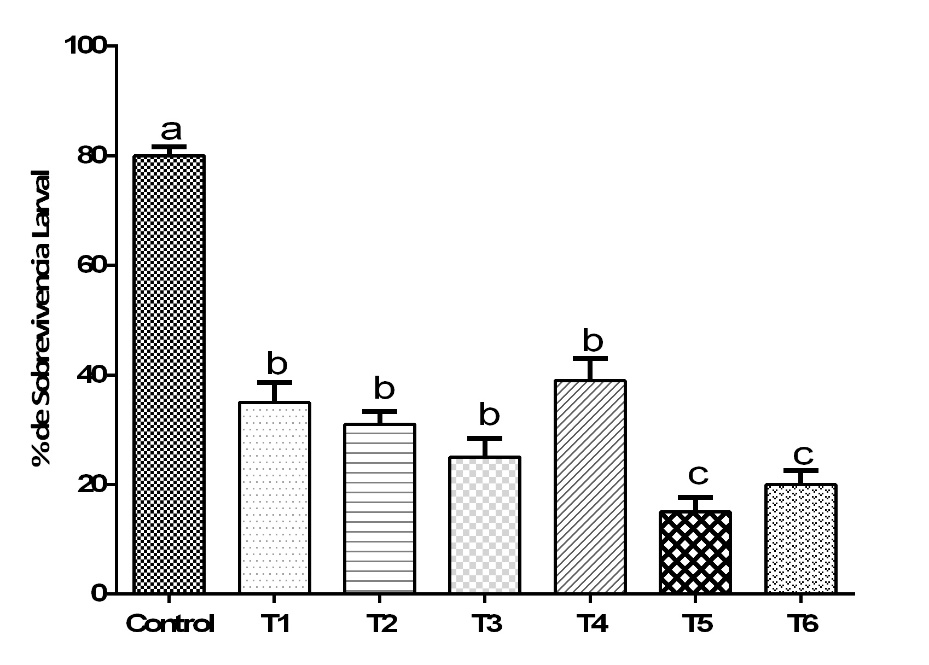 100
80
60
40
20
0
% de Sobrevivencia Larval
a
b
b
b
b
c
c
Control T1 T2 T3 T4 T5 T6